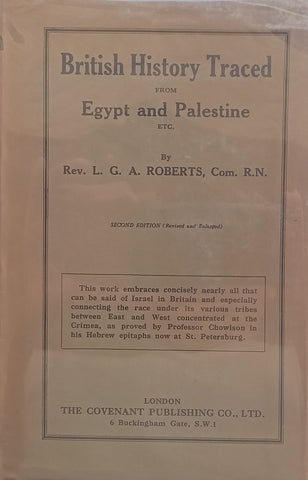 British History Traced
FROM
Egypt and Palestine
ETC.
By
Rev. L. G. A. ROBERTS, Com. R.N.
SECOND EDITION (Revised and Enlarged)
This work embraces concisely nearly all that
can be said of Israel in Britain and especially
connecting the race under its various tribes
between East and West concentrated at the
Crimea, as proved by Professor Chowlson in
his Hebrew epitaphs now at St. Petersburg.
LONDON
THE COVENANT PUBLISHING CO., LTD.
6 Buckingham Gate, S.W.1